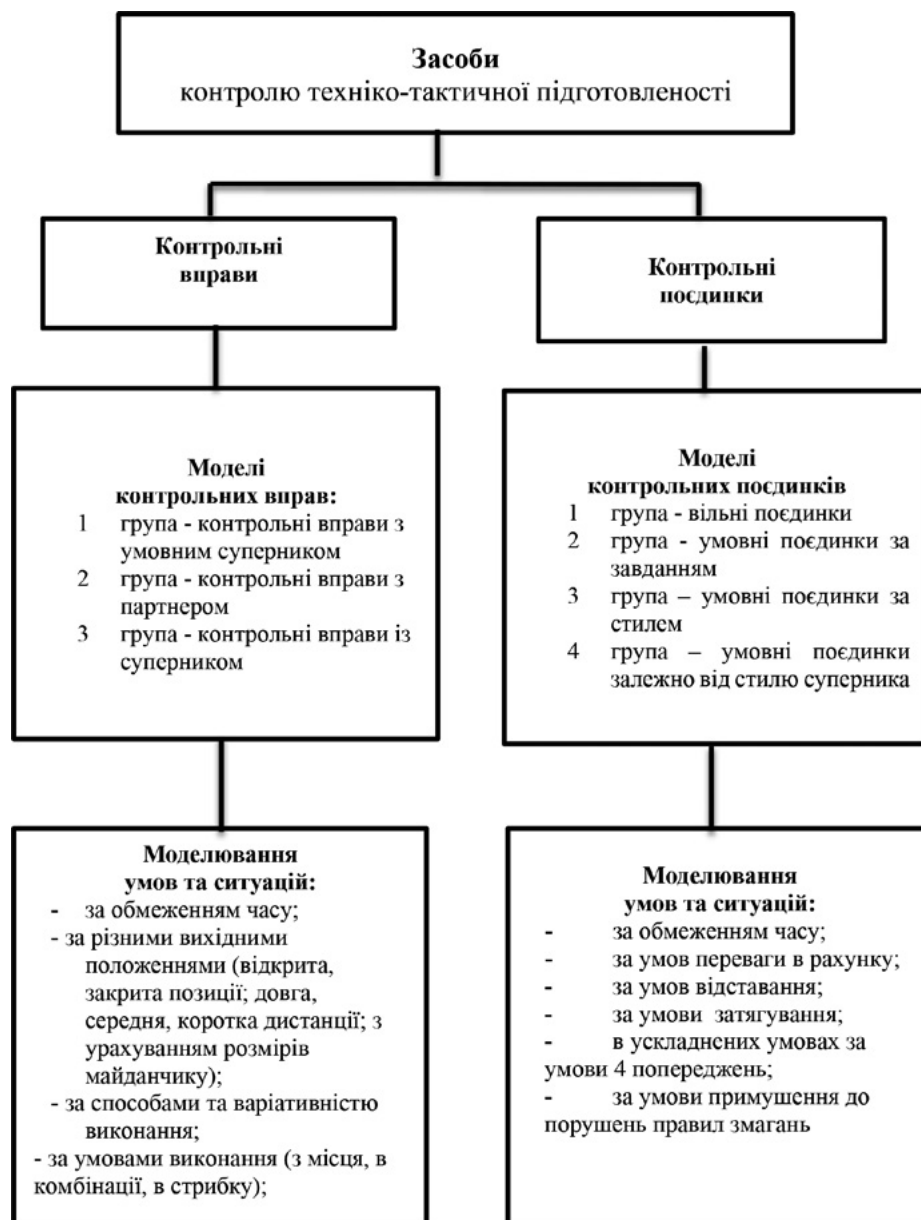 Засоби
контролю техніко-тактичної підготовленості
Контрольні
вправи
Контрольні
поєдинки
Моделі
контрольних вправ:
1 група - контрольні вправи з
умовним суперником
2 група - контрольні вправи з
партнером
3 група - контрольні вправи із
суперником
Моделі
контрольних поєдинків
1 група - вільні поєдинки
2 група - умовні поєдинки за
завданням
3 група – умовні поєдинки за
стилем
4 група – умовні поєдинки
залежно від стилю суперника
Моделювання
умов та ситуацій:
- за обмеженням часу;
- за різними вихідними
положеннями (відкрита,
закрита позиції; довга,
середня, коротка дистанції; з
урахуванням розмірів
майданчику);
- за способами та варіативністю
виконання;
- за умовами виконання (з місця, в
комбінації, в стрибку);
Моделювання
умов та ситуацій:
- за обмеженням часу;
- за умов переваги в рахунку;
- за умов відставання;
- за умови затягування;
- в ускладнених умовах за
умови 4 попереджень;
- за умови примушення до
порушень правил змагань